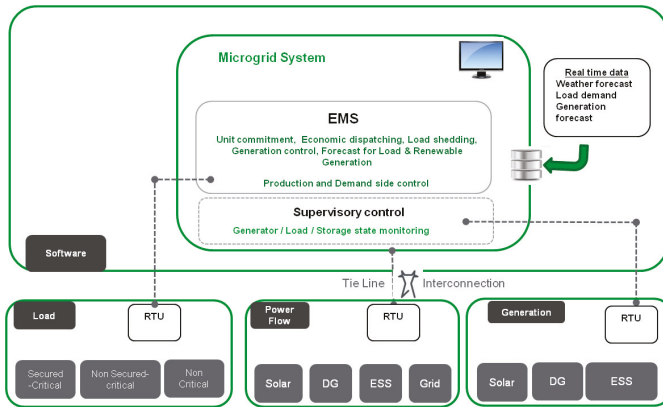 Microgrid System
Real time data
Weather forecast
Load demand
Generation
forecast
EMS
Unit commitment, Economic dispatching, Load shedding,
Generation control, Forecast for Load & Renewable
Generation
Production and Demand side control
Supervisory control
Generator / Load / Storage state monitoring
Software
Tie Line
Interconnection
Load
RTU
Secured
-Critical
Non Secured-
critical
Non
Critical
Power
Flow
RTU
Solar
DG
ESS
Grid
Generation
RTU
Solar
DG
ESS